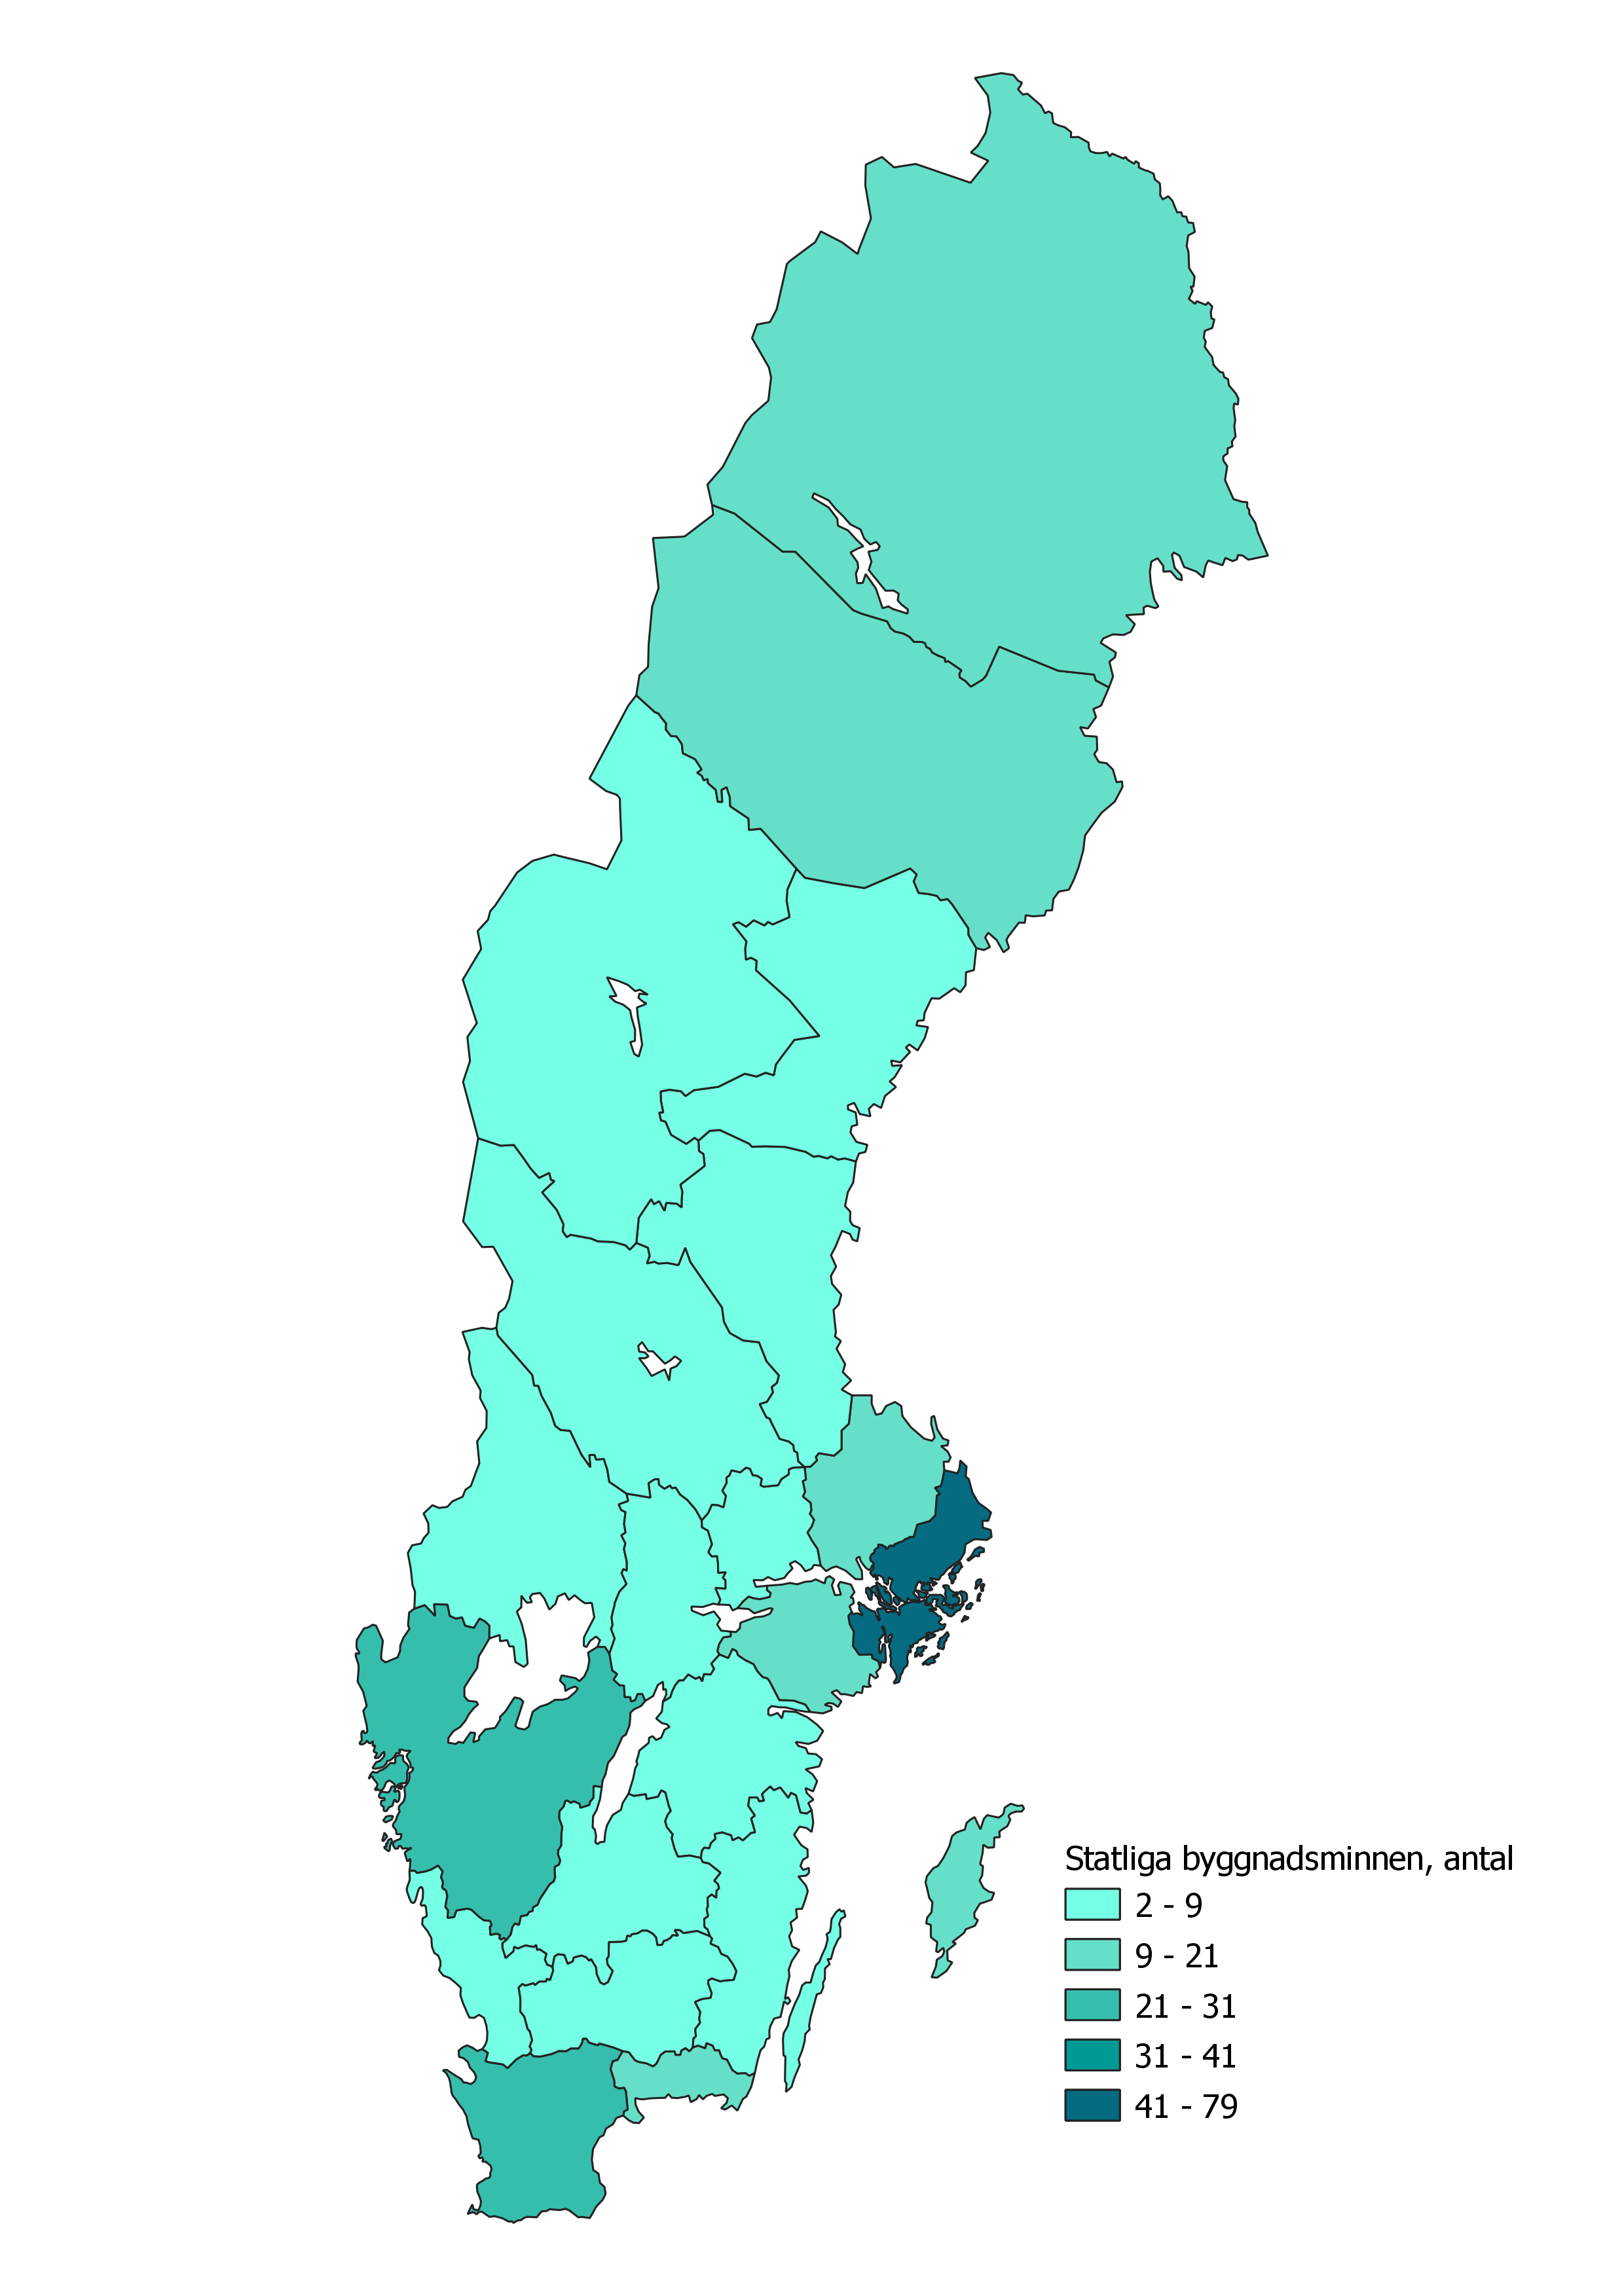 Statliga byggnadsminnen, antal
2 - 9
9 - 21
21 - 31
31 - 41
41 - 79